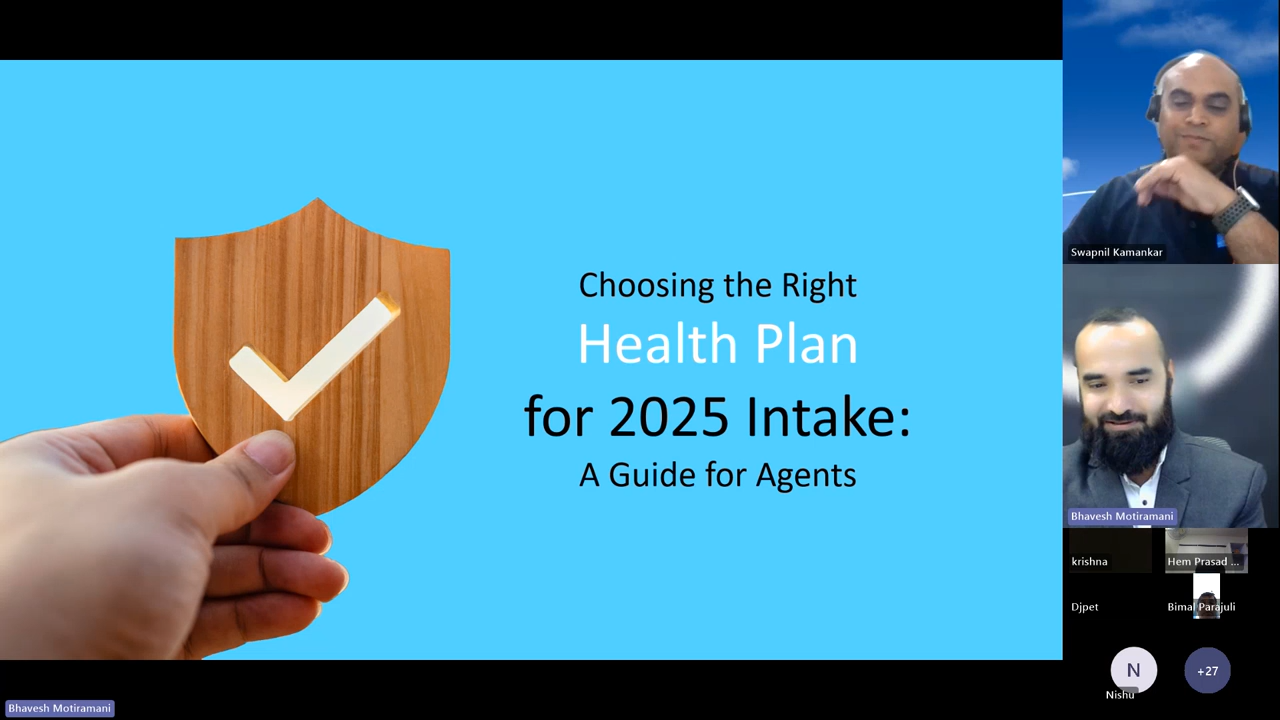 Choosing the Right
Health Plan
for 2025 Intake:
A Guide for Agents
Swapnil Kamankar
Bhavesh Motiramani
krishna
Hem Prasad ...
Djpet
Bimal Parajuli
N
Nishu
+27
Bhavesh Motiramani